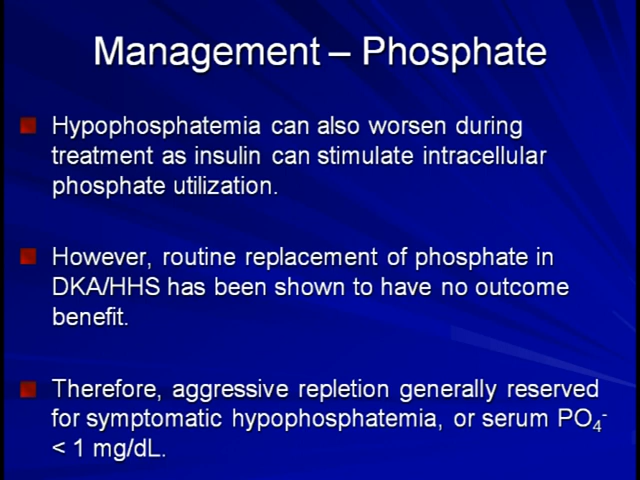 Management – Phosphate
Hypophosphatemia can also worsen during
treatment as insulin can stimulate intracellular
phosphate utilization.
However, routine replacement of phosphate in
DKA/HHS has been shown to have no outcome
benefit.
Therefore, aggressive repletion generally reserved
for symptomatic hypophosphatemia, or serum PO₄⁻
< 1 mg/dL.